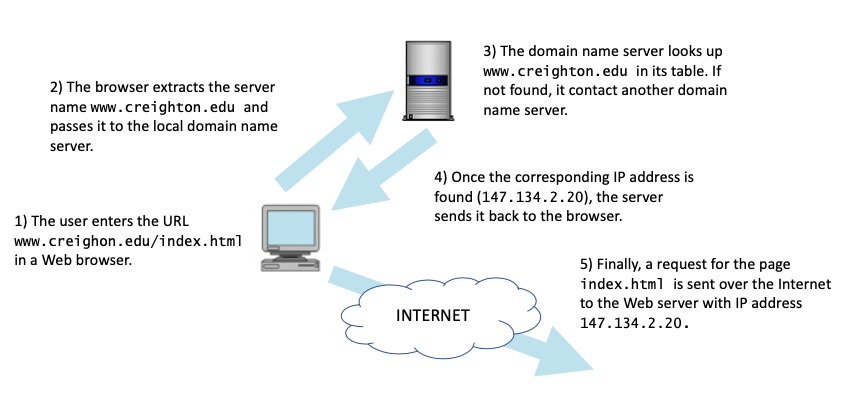 1) The user enters the URL
www.creighon.edu/index.html
in a Web browser.
2) The browser extracts the server
name www.creighton.edu and
passes it to the local domain name
server.
3) The domain name server looks up
www.creighton.edu in its table. If
not found, it contact another domain
name server.
4) Once the corresponding IP address is
found (147.134.2.20), the server
sends it back to the browser.
INTERNET
5) Finally, a request for the page
index.html is sent over the Internet
to the Web server with IP address
147.134.2.20.